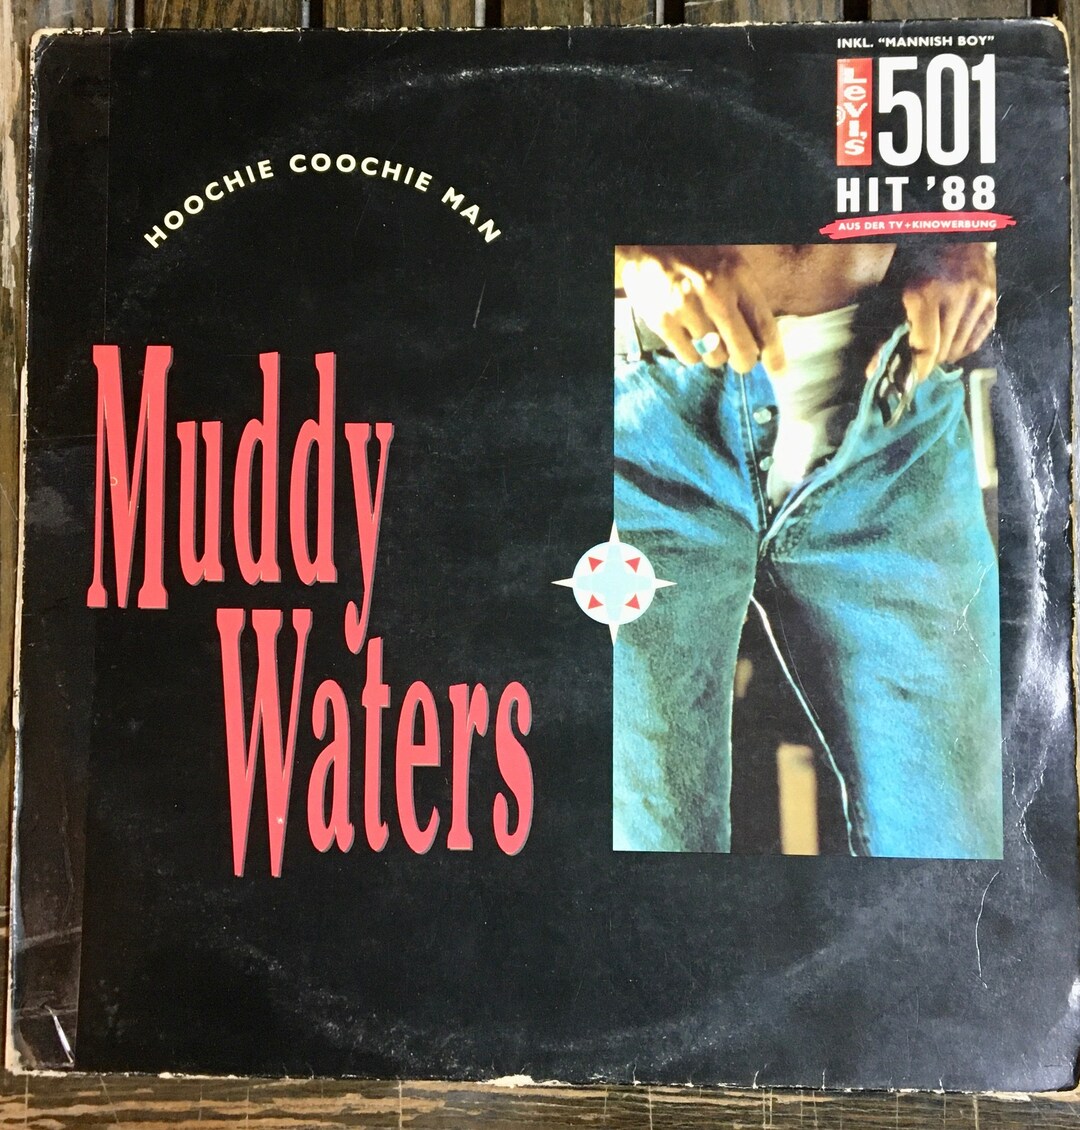 INKL. "MANNISH BOY"
Levi's
501
HIT '88
AUS DER TV+KINOWERBUNG
HOOCHIE COOCHIE MAN
Muddy
Waters